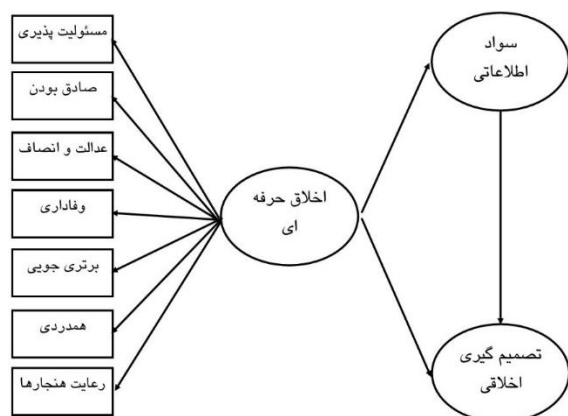 مسئولیت پذیری
صادق بودن
عدالت و انصاف
وفاداری
برتری جویی
همدردی
رعایت هنجارها
اخلاق حرفه
ای
سواد
اطلاعاتی
تصمیم گیری
اخلاقی